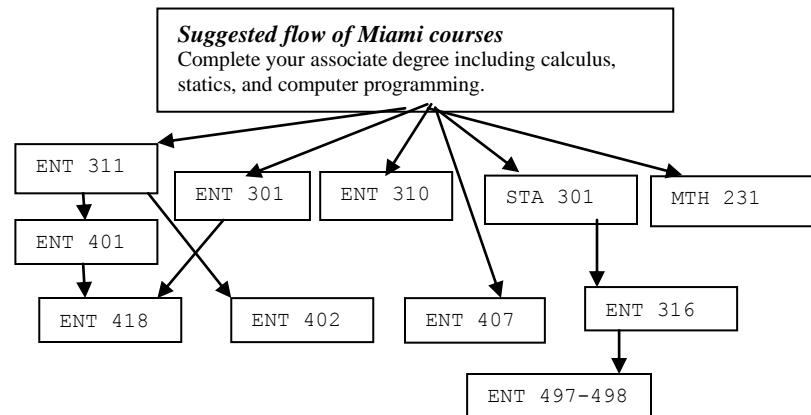 Suggested flow of Miami courses
Complete your associate degree including calculus,
statics, and computer programming.
ENT 311
ENT 301
ENT 310
STA 301
MTH 231
ENT 401
ENT 418
ENT 402
ENT 407
ENT 316
ENT 497-498